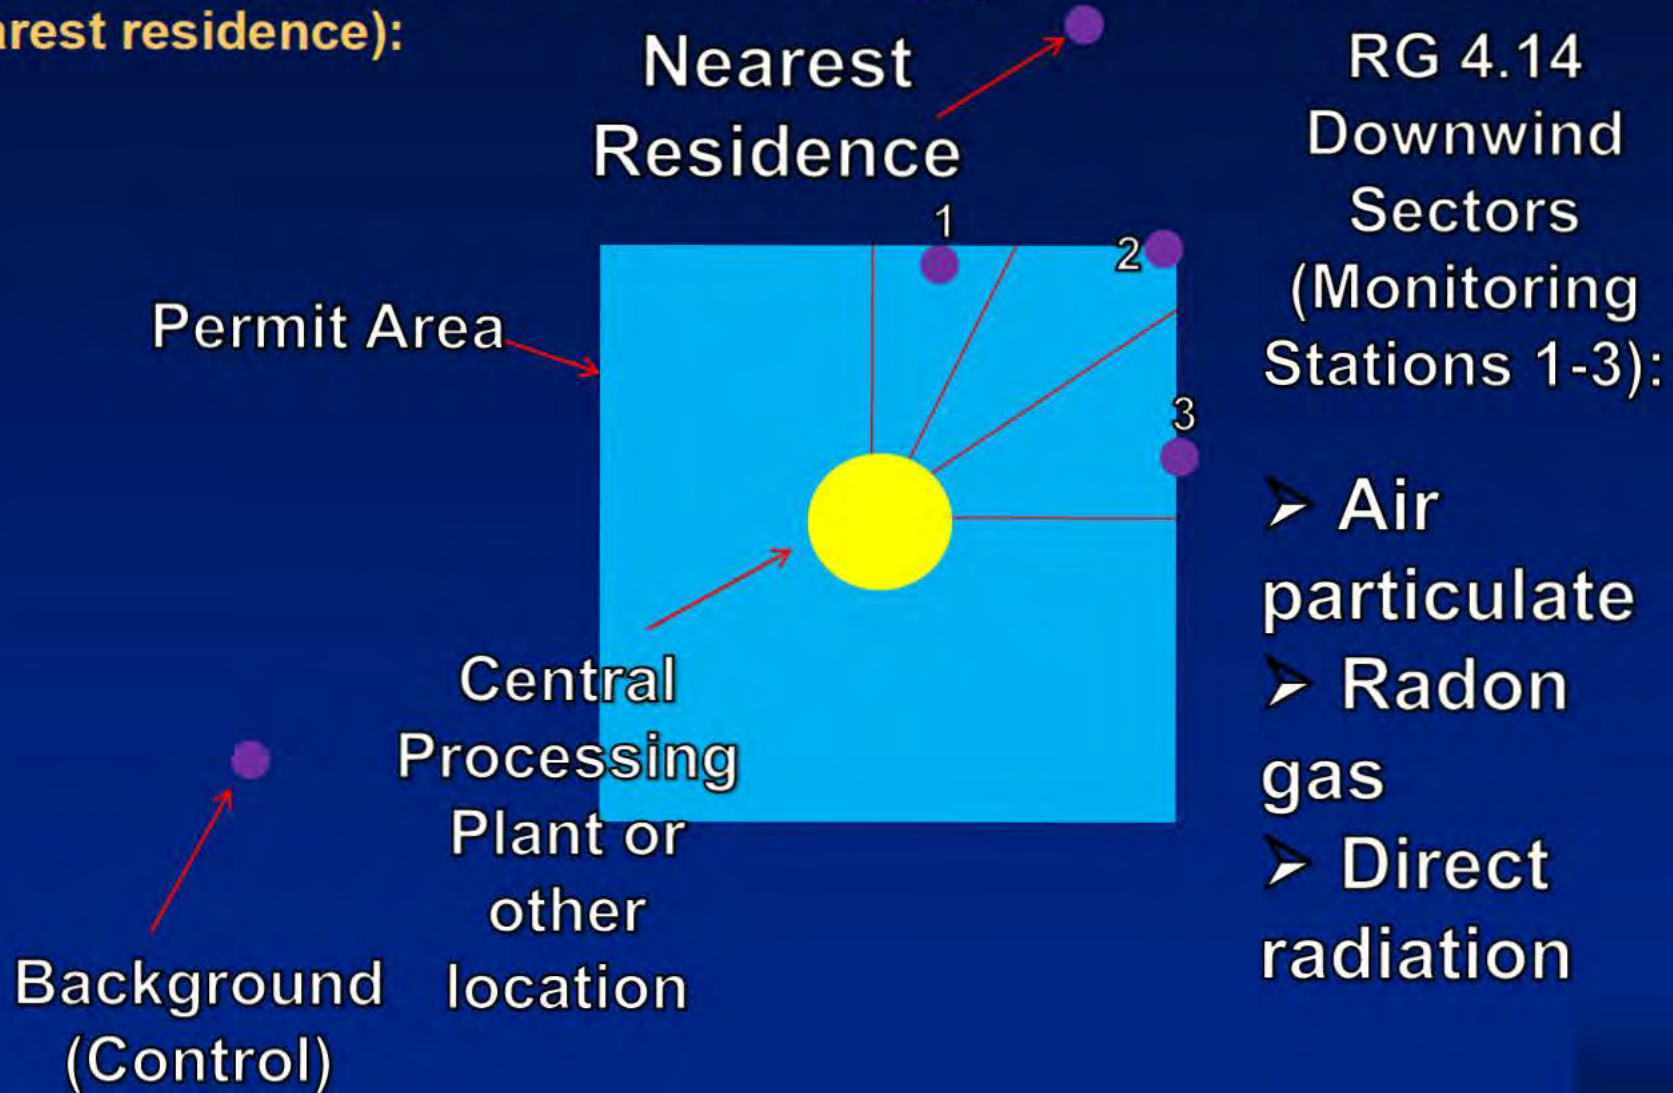 residence):
Nearest
Residence
RG 4.14
Downwind
Sectors
(Monitoring
Stations 1-3):
1
2
3
Permit Area
➢ Air
particulate
➢ Radon
gas
➢ Direct
radiation
Central
Processing
Plant or
other
location
Background
(Control)